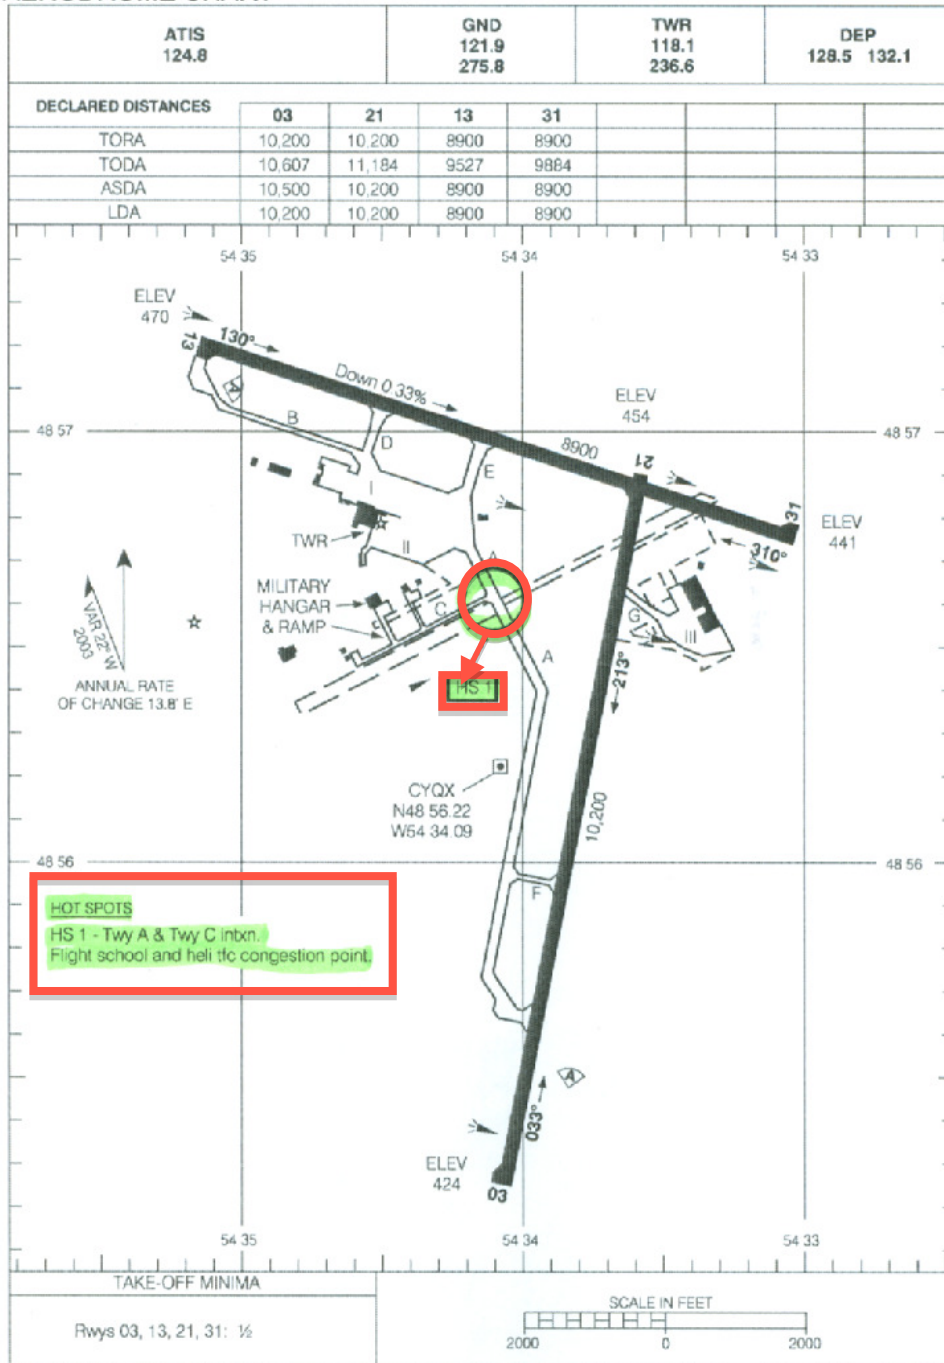 ATIS
124.8
GND
121.9
275.8
TWR
118.1
236.6
DEP
128.5 132.1
DECLARED DISTANCES 03 21 13 31
TORA 10,200 10,200 8900 8900
TODA 10,607 11,184 9527 9884
ASDA 10,500 10,200 8900 8900
LDA 10,200 10,200 8900 8900
54 35 54 34 54 33
ELEV
470
13
130°
Down 0.33%
ELEV
454
8900
48 57 48 57
B
D
E
21
31
ELEV
441
310°
I
TWR
II
A
MILITARY
HANGAR
& RAMP
C
G
III
A
VAR 22° W
2003
ANNUAL RATE
OF CHANGE 13.8' E
HS 1
213°
CYQX
N48 56.22
W54 34.09
10,200
48 56 48 56
F
HOT SPOTS
HS 1 - Twy A & Twy C intxn.
Flight school and heli tfc congestion point.
A
033°
ELEV
424
03
54 35 54 34 54 33
TAKE-OFF MINIMA
Rwys 03, 13, 21, 31: ½
SCALE IN FEET
2000 0 2000